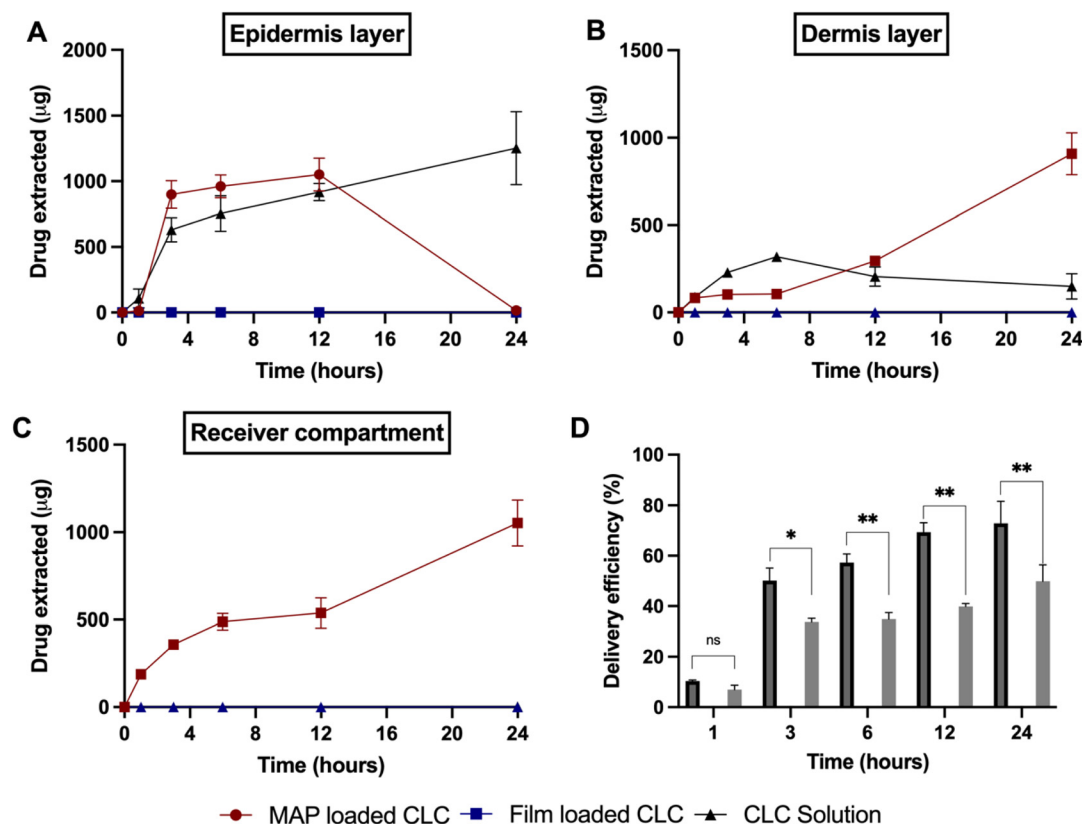 A
Epidermis layer
Drug extracted (µg)
2000
1500
1000
500
0
0 4 8 12 16 20 24
Time (hours)
B
Dermis layer
Drug extracted (µg)
1500
1000
500
0
0 4 8 12 16 20 24
Time (hours)
C
Receiver compartment
Drug extracted (µg)
1500
1000
500
0
0 4 8 12 16 20 24
Time (hours)
D
Delivery efficiency (%)
100
80
60
40
20
0
ns
*
**
**
**
1 3 6 12 24
Time (hours)
MAP loaded CLC Film loaded CLC CLC Solution